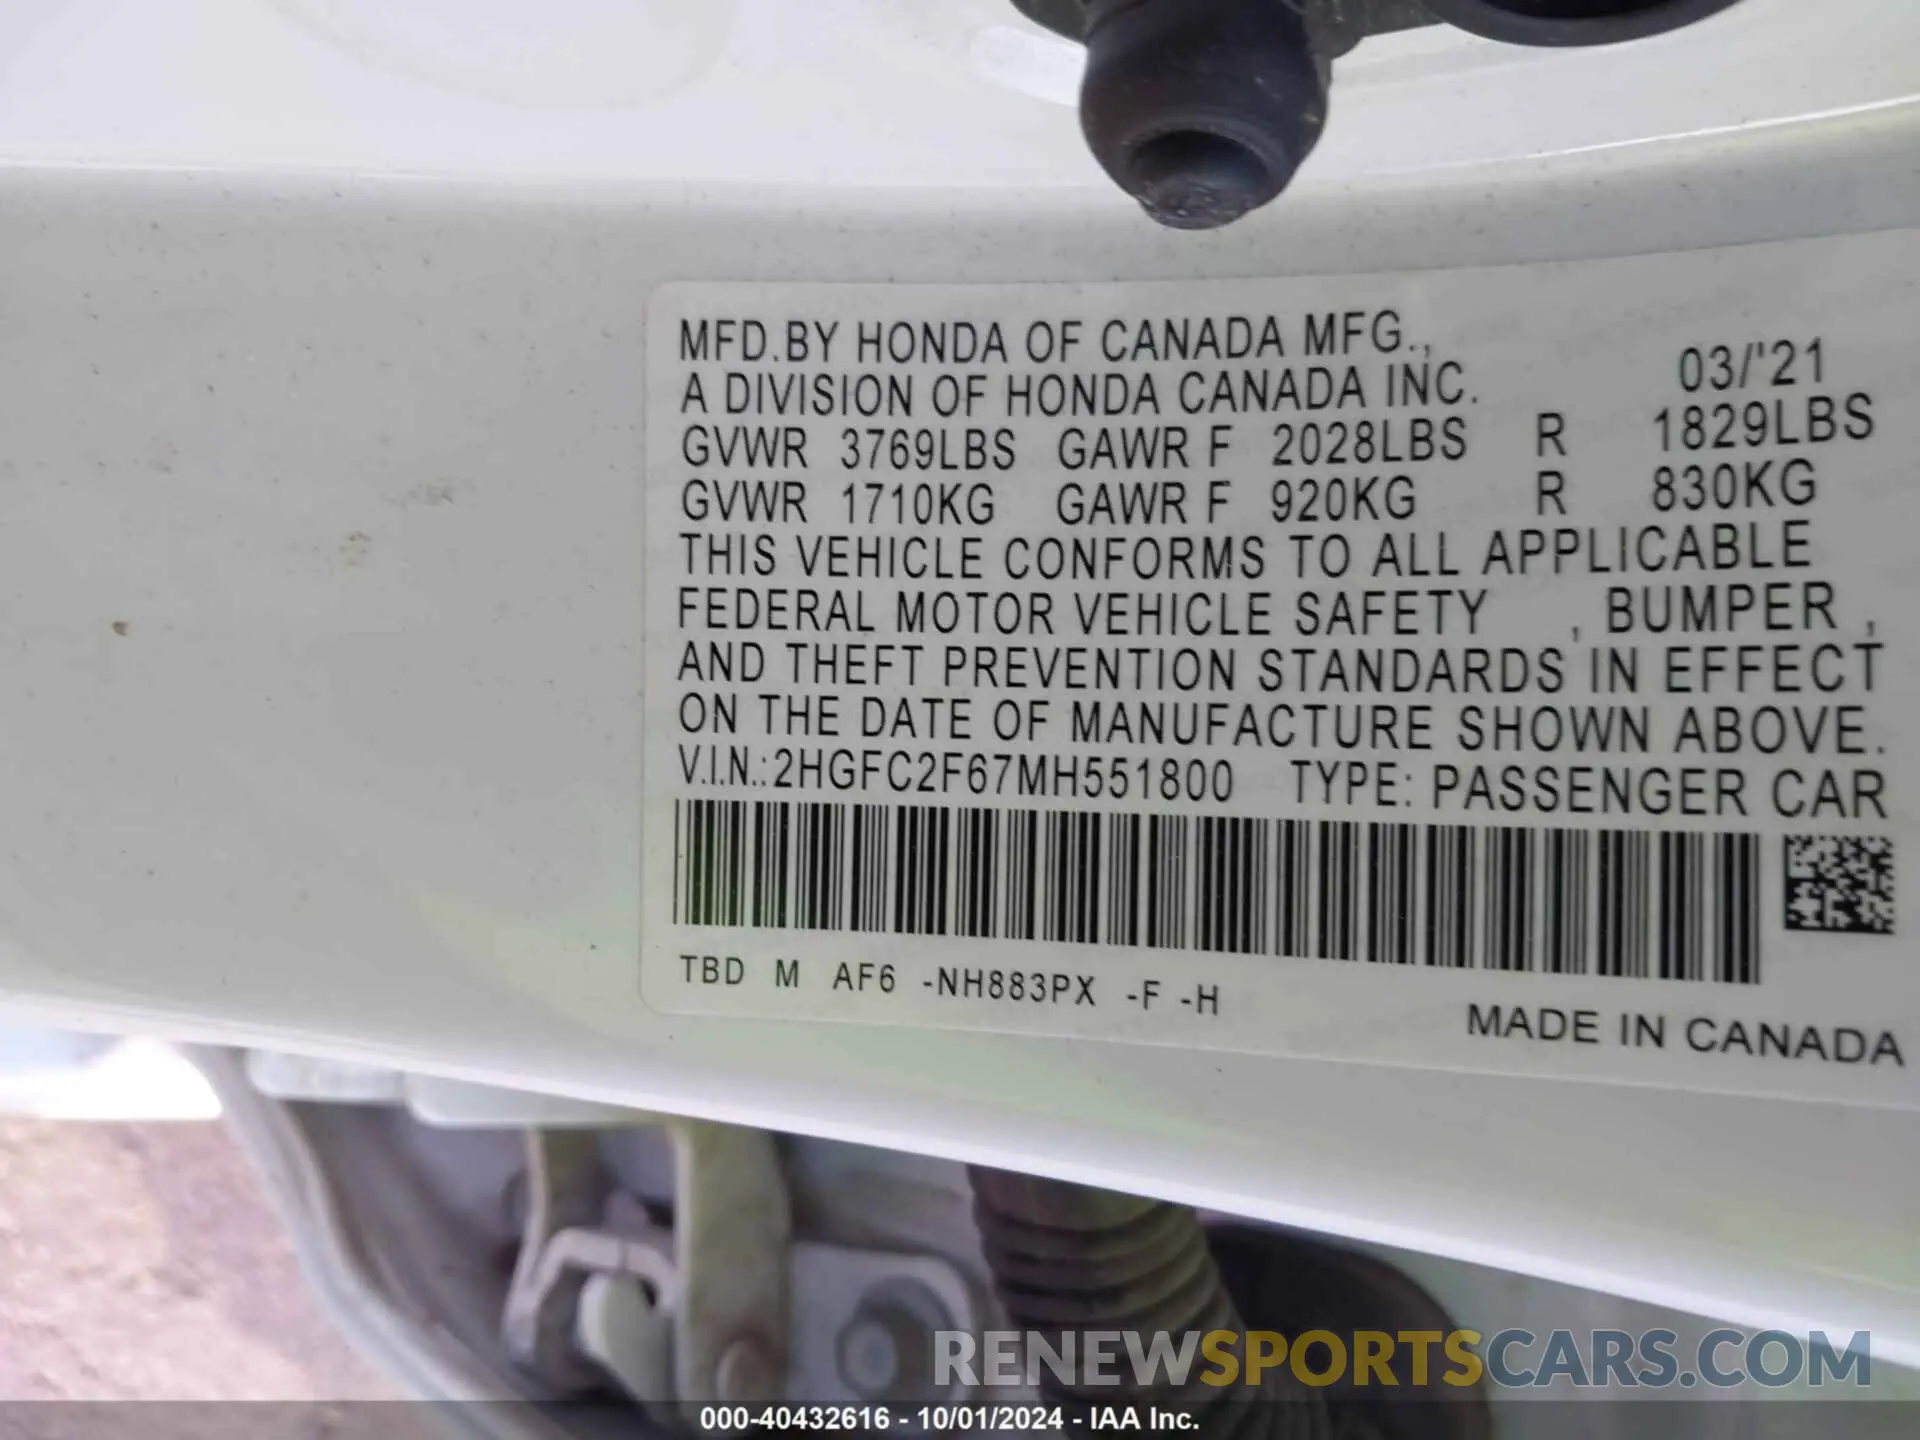 MFD.BY HONDA OF CANADA MFG.,
A DIVISION OF HONDA CANADA INC. 03/'21
GVWR 3769LBS GAWR F 2028LBS R 1829LBS
GVWR 1710KG GAWR F 920KG R 830KG
THIS VEHICLE CONFORMS TO ALL APPLICABLE
FEDERAL MOTOR VEHICLE SAFETY , BUMPER ,
AND THEFT PREVENTION STANDARDS IN EFFECT
ON THE DATE OF MANUFACTURE SHOWN ABOVE.
V.I.N.:2HGFC2F67MH551800 TYPE: PASSENGER CAR
TBD M AF6 -NH883PX -F -H
MADE IN CANADA
RENEWSPORTSCARS.COM
000-40432616 - 10/01/2024 - IAA Inc.